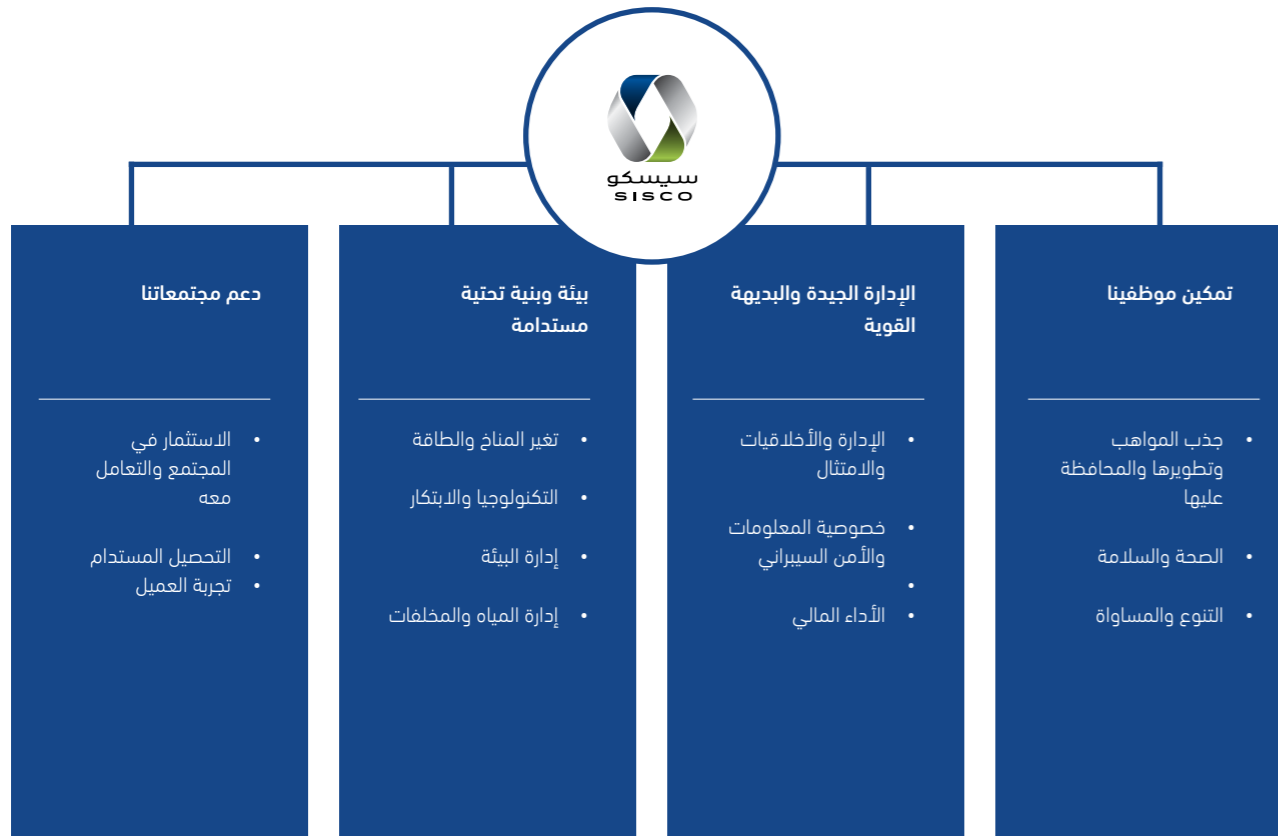 سيسكو
SISCO
تمكين موظفينا
• جذب المواهب
وتطويرها والمحافظة
عليها
• الصحة والسلامة
• التنوع والمساواة
الإدارة الجيدة والبديهة
القوية
• الإدارة والأخلاقيات
والامتثال
• خصوصية المعلومات
والأمن السيبراني
•
• الأداء المالي
بيئة وبنية تحتية
مستدامة
• تغير المناخ والطاقة
• التكنولوجيا والابتكار
• إدارة البيئة
• إدارة المياه والمخلفات
دعم مجتمعاتنا
• الاستثمار في
المجتمع والتعامل
معه
• التحصيل المستدام
• تجربة العميل